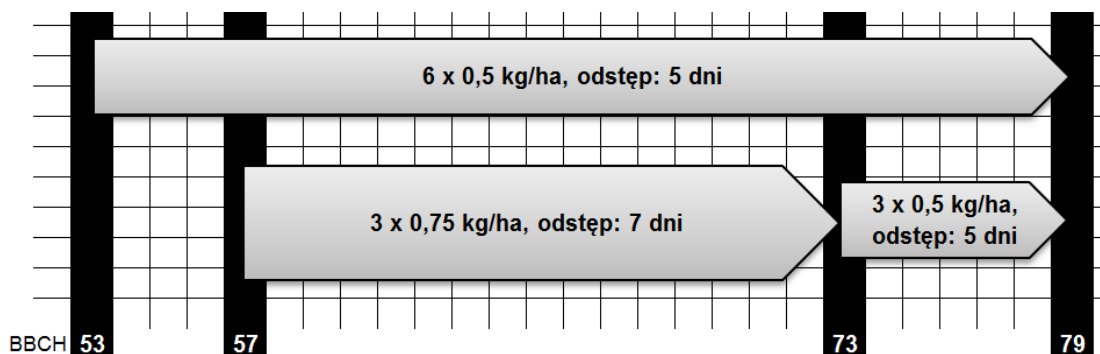 6 x 0,5 kg/ha, odstęp: 5 dni
3 x 0,75 kg/ha, odstęp: 7 dni
3 x 0,5 kg/ha,
odstęp: 5 dni
BBCH 53 57 73 79